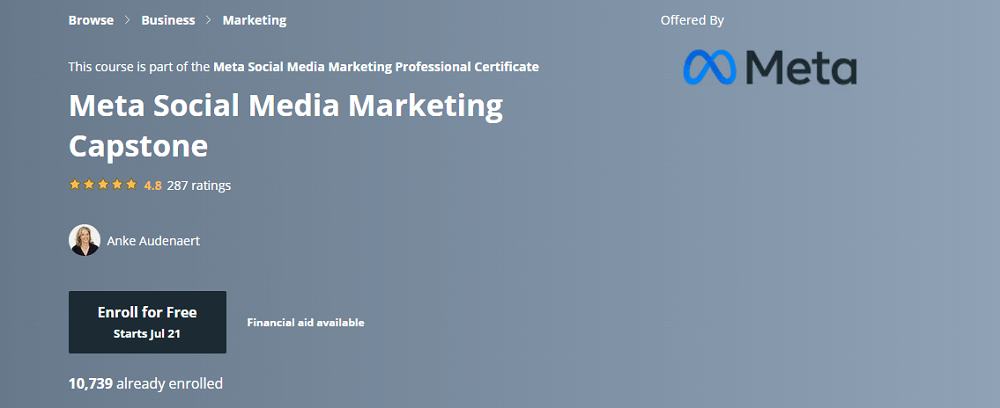 Browse > Business > Marketing
Offered By
Meta
This course is part of the Meta Social Media Marketing Professional Certificate
Meta Social Media Marketing
Capstone
4.8 287 ratings
Anke Audenaert
Enroll for Free
Starts Jul 21
Financial aid available
10,739 already enrolled